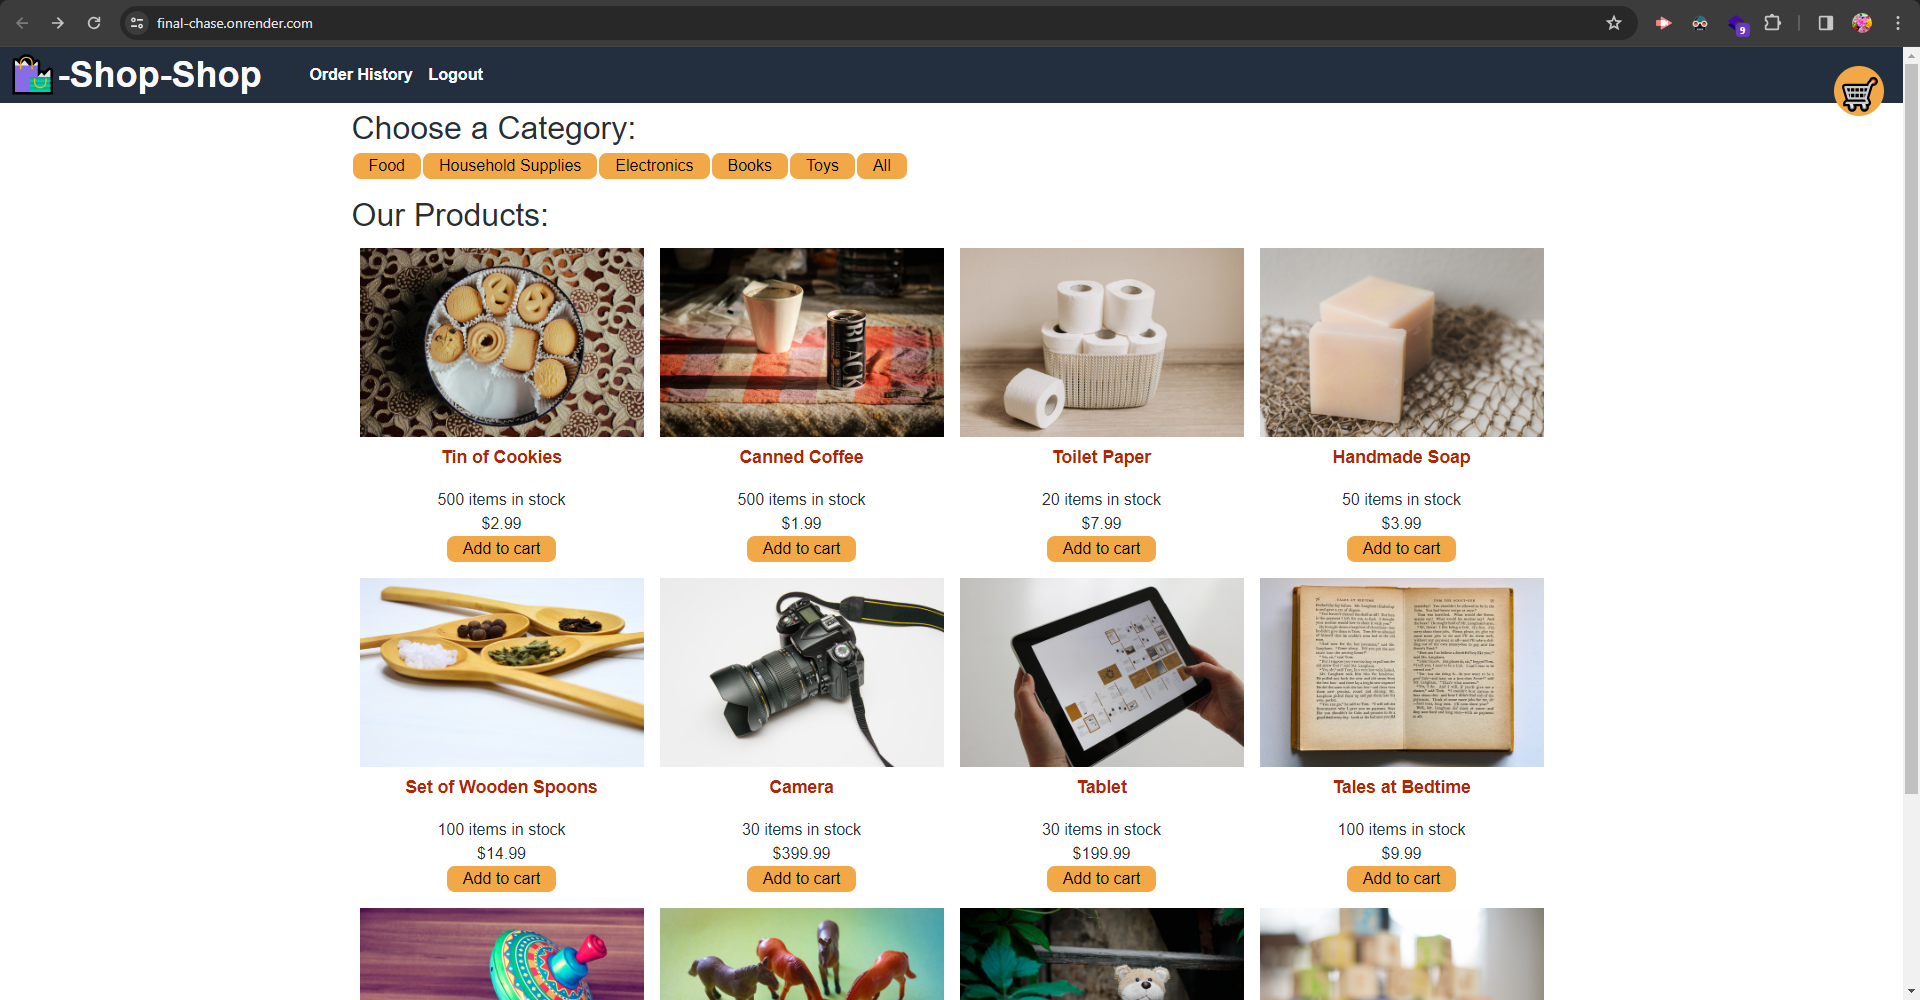 final-chase.onrender.com
9
-Shop-Shop
Order History
Logout
Choose a Category:
Food
Household Supplies
Electronics
Books
Toys
All
Our Products:
BLACK
Tin of Cookies
Canned Coffee
Toilet Paper
Handmade Soap
500 items in stock
500 items in stock
20 items in stock
50 items in stock
$2.99
$1.99
$7.99
$3.99
Add to cart
Add to cart
Add to cart
Add to cart
Set of Wooden Spoons
Camera
Tablet
Tales at Bedtime
100 items in stock
30 items in stock
30 items in stock
100 items in stock
$14.99
$399.99
$199.99
$9.99
Add to cart
Add to cart
Add to cart
Add to cart